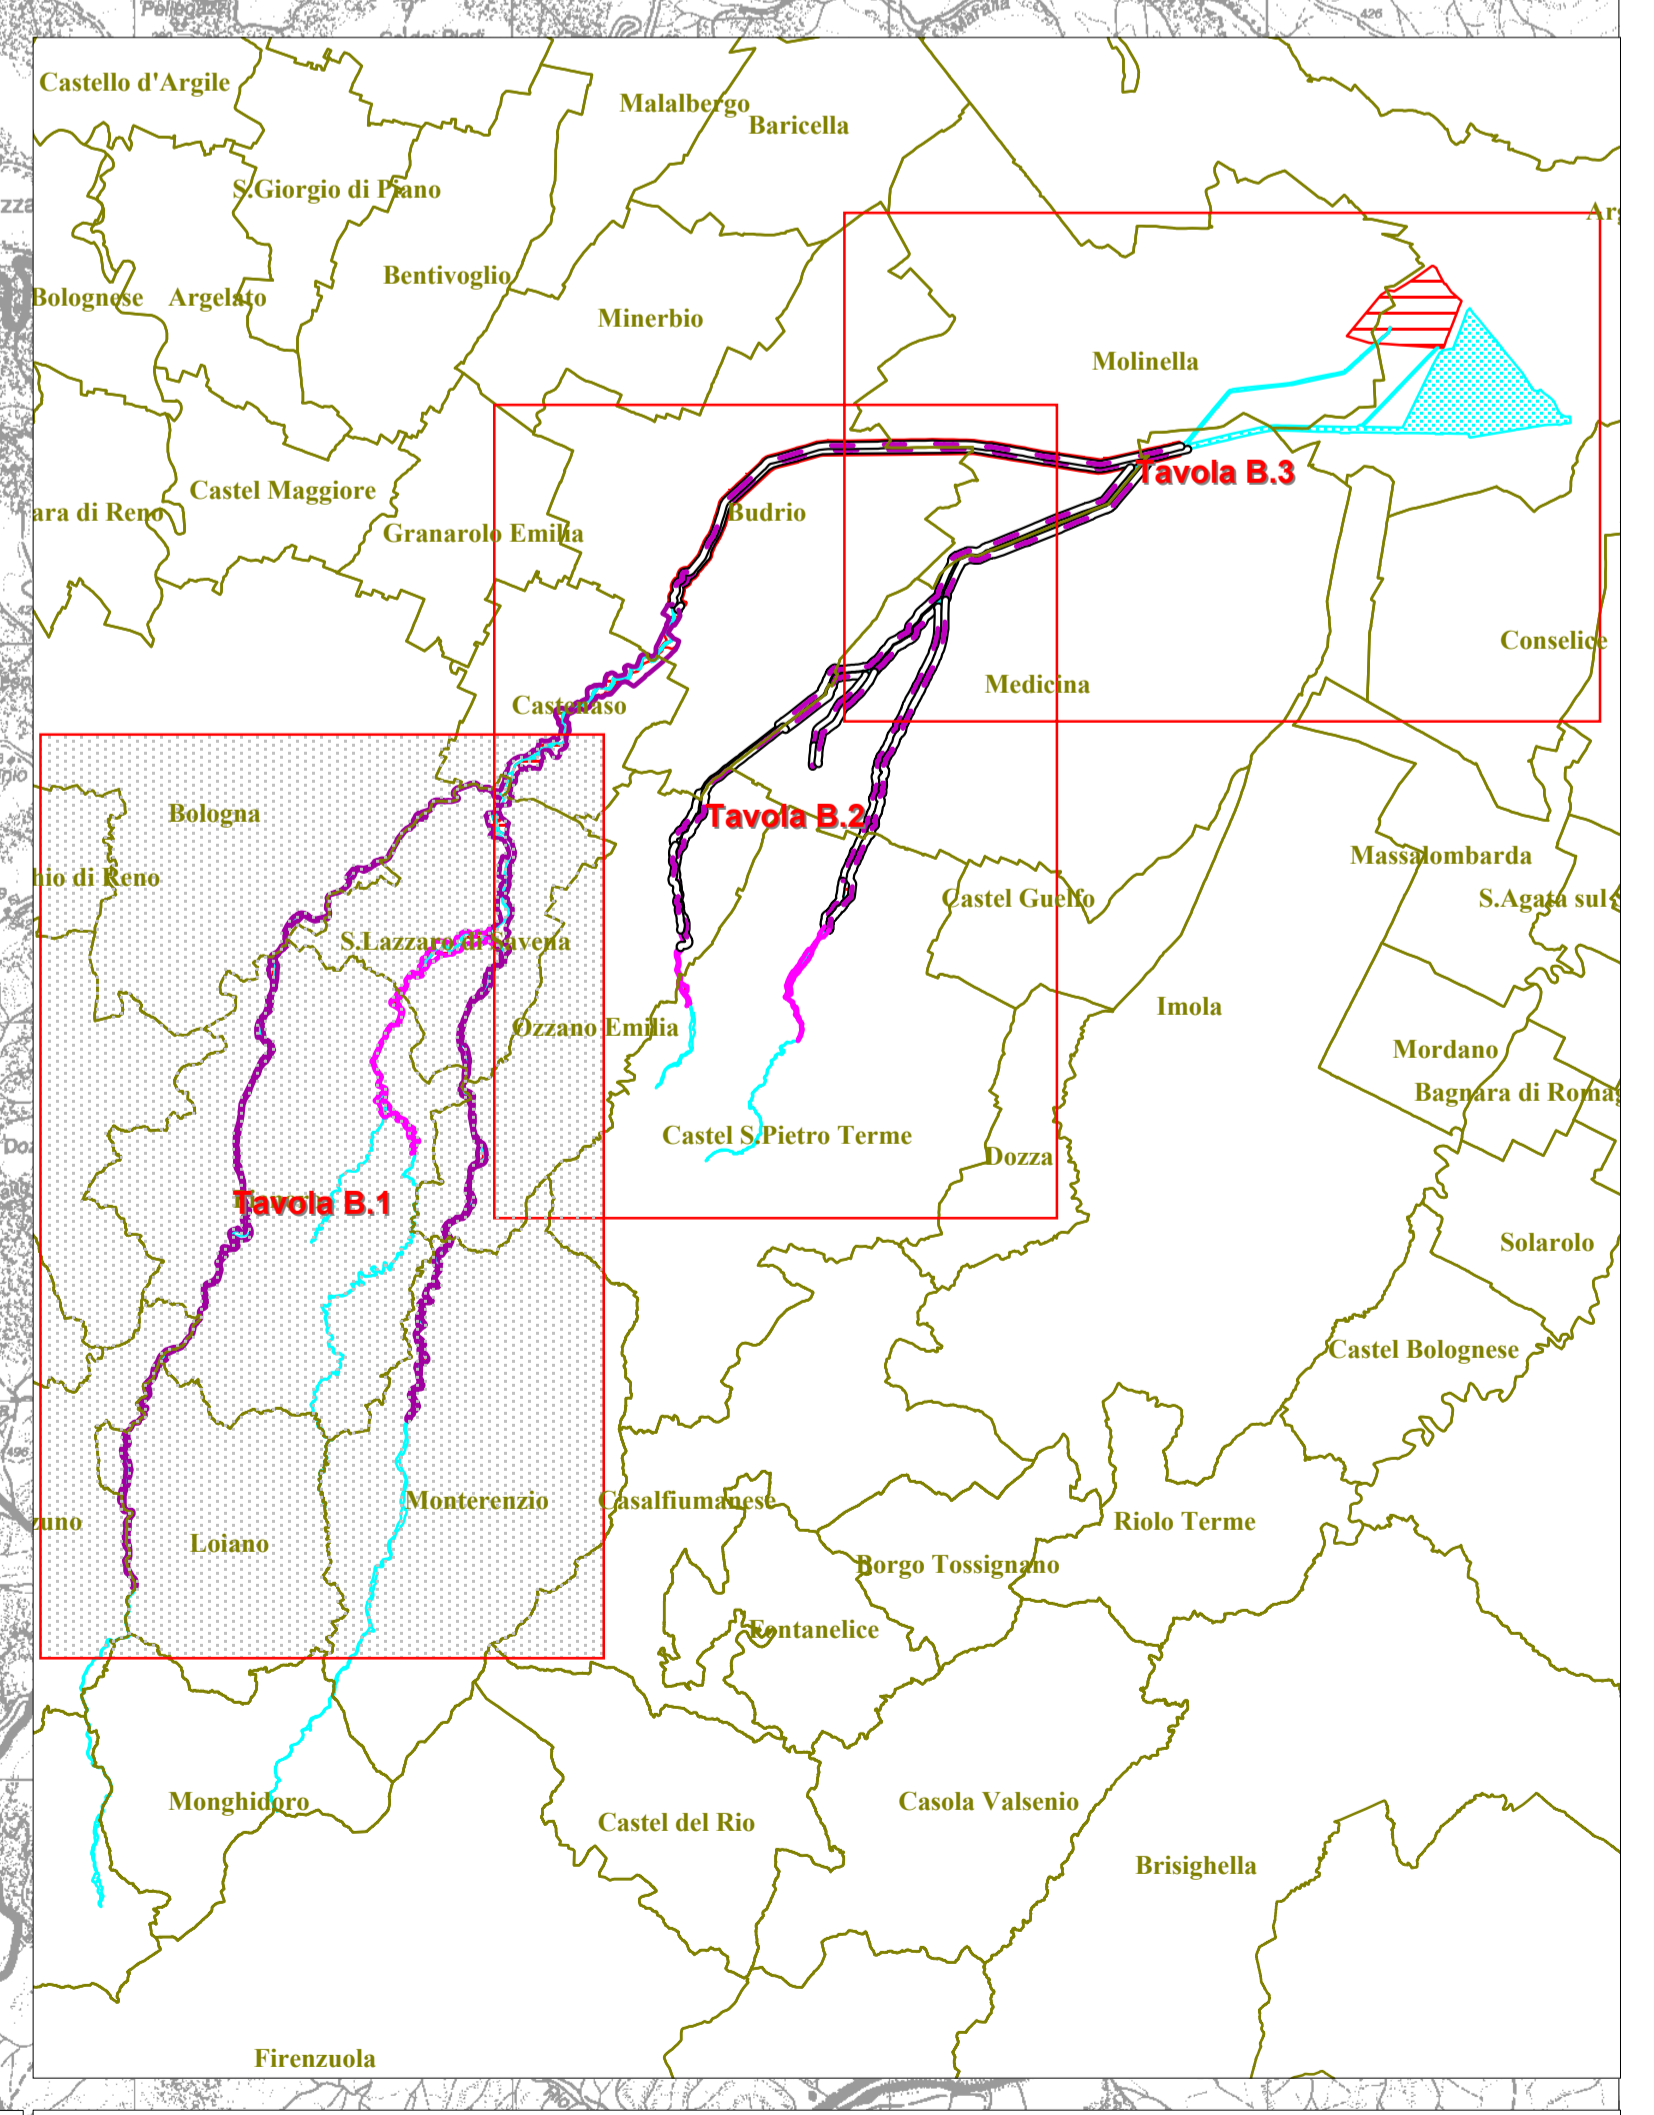 426
Castello d'Argile
Malalbergo
Baricella
S.Giorgio di Piano
Bentivoglio
Bolognese
Argelato
Minerbio
Molinella
Tavola B.3
Castel Maggiore
ara di Reno
Budrio
Granarolo Emilia
Conselice
Medicina
Castenaso
Bologna
Tavola B.2
Massalombarda
hio di Reno
Castel Guelfo
S.Agata sul
S.Lazzaro di Savena
Imola
Ozzano Emilia
Mordano
Bagnara di Romag
Castel S.Pietro Terme
Dozza
Tavola B.1
Solarolo
Castel Bolognese
Monterenzio
Casalfiumanese
zuno
Riolo Terme
Loiano
Borgo Tossignano
Fontanelice
Monghidoro
Casola Valsenio
Castel del Rio
Brisighella
Firenzuola